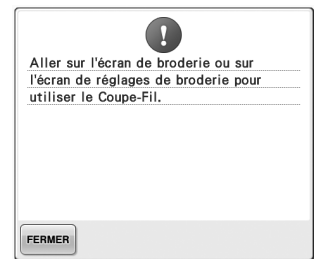 !
Aller sur l'écran de broderie ou sur
l'écran de réglages de broderie pour
utiliser le Coupe-Fil.
FERMER